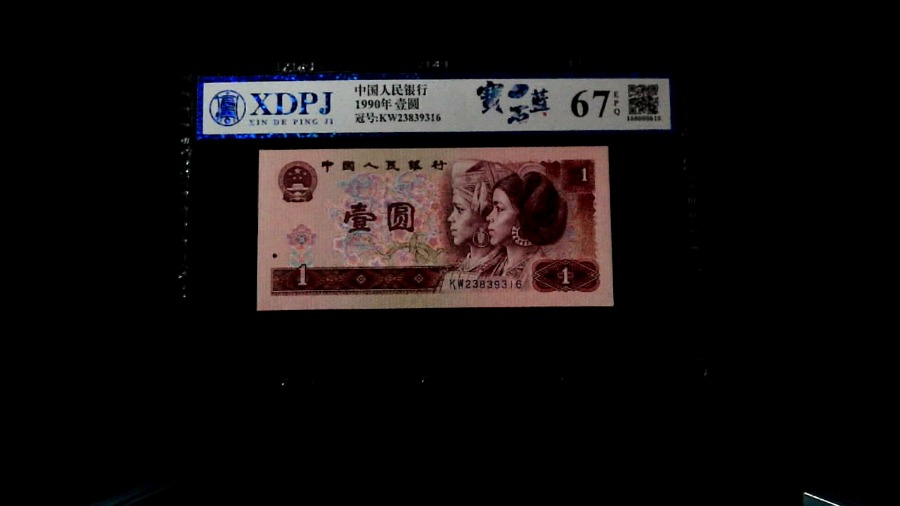 XDPJ
XIN DE PING JI
中国人民银行
1990年 壹圆
冠号:KW23839316
67
EPQ
中国人民银行
1
壹圆
1
KW23839316
1